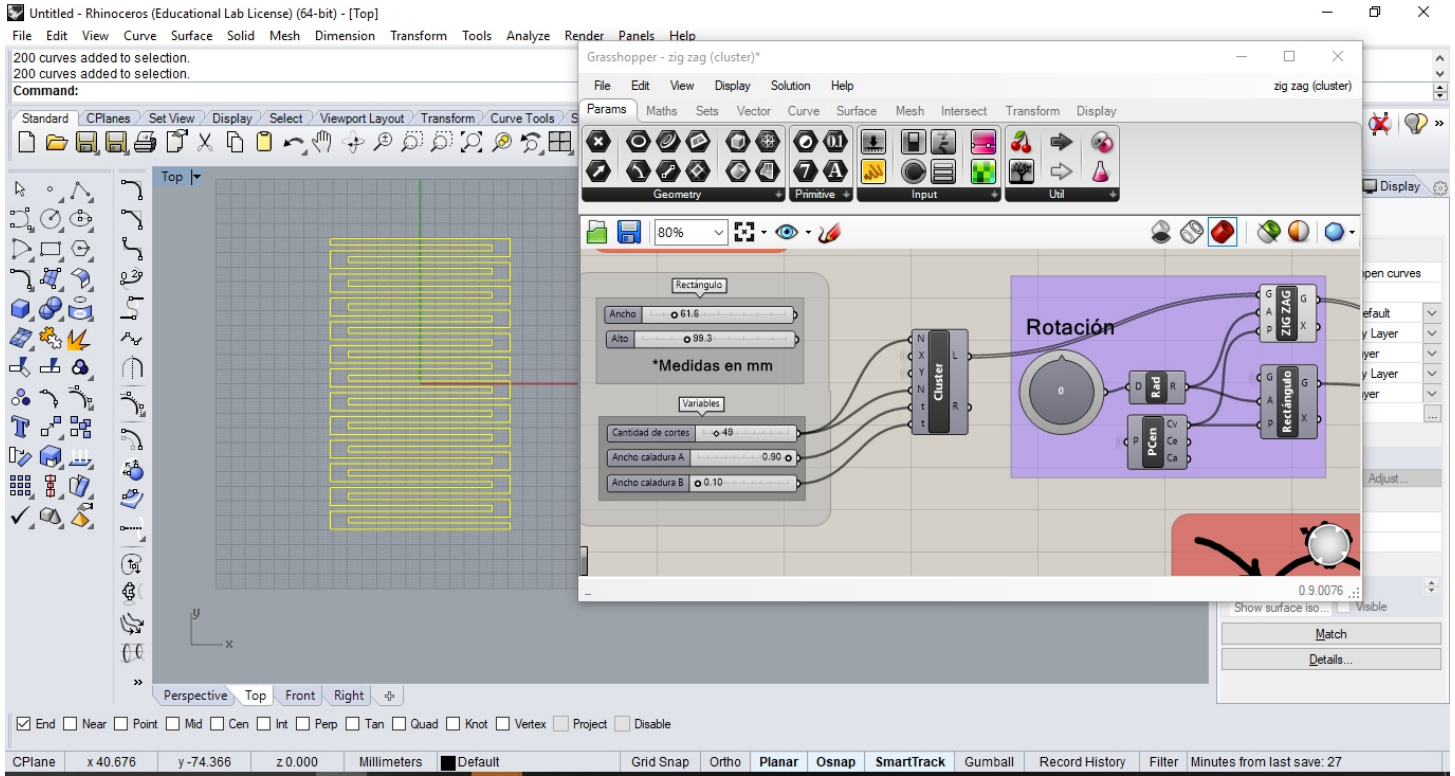 Untitled - Rhinoceros (Educational Lab License) (64-bit) - [Top]
File Edit View Curve Surface Solid Mesh Dimension Transform Tools Analyze Render Panels Help
200 curves added to selection.
200 curves added to selection.
Command:
Standard CPlanes Set View Display Select Viewport Layout Transform Curve Tools S
»
Top
Display
Grasshopper - zig zag (cluster)*
File Edit View Display Solution Help zig zag (cluster)
Params Maths Sets Vector Curve Surface Mesh Intersect Transform Display
Geometry Primitive Input Util
80%
Rectángulo
Ancho 61.6
Alto 99.3
*Medidas en mm
Variables
Cantidad de cortes 49
Ancho caladura A 0.90
Ancho caladura B 0.10
N X Y N t t Cluster L R
Rotación
0
D Rad R
P PCen Cv Ce Ca
G A P ZIG ZAG G X
G A P Rectángulo G X
0.9.0076
open curves
efault
y Layer
yer
y Layer
yer
...
Adjust...
Show surface iso... Visible
Match
Details...
y
x
»
Perspective Top Front Right
End Near Point Mid Cen Int Perp Tan Quad Knot Vertex Project Disable
CPlane x 40.676 y -74.366 z 0.000 Millimeters Default Grid Snap Ortho Planar Osnap SmartTrack Gumball Record History Filter Minutes from last save: 27